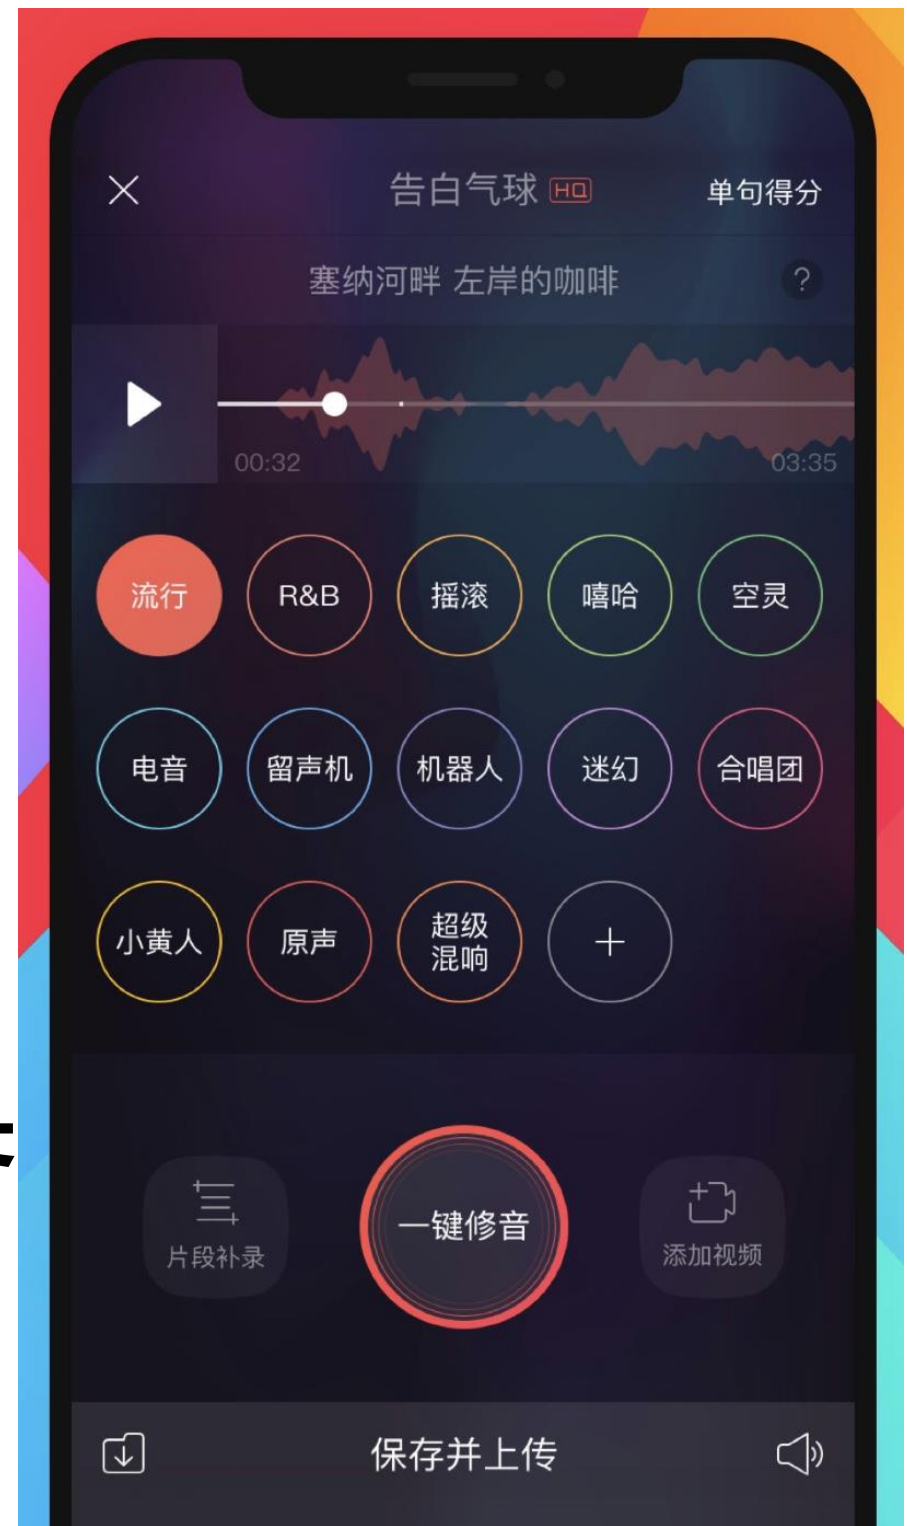 告白气球 HQ 单句得分
塞纳河畔 左岸的咖啡 ?
00:32 03:35
流行 R&B 摇滚 嘻哈 空灵
电音 留声机 机器人 迷幻 合唱团
小黄人 原声 超级
混响 +
一键修音
片段补录 添加视频
保存并上传